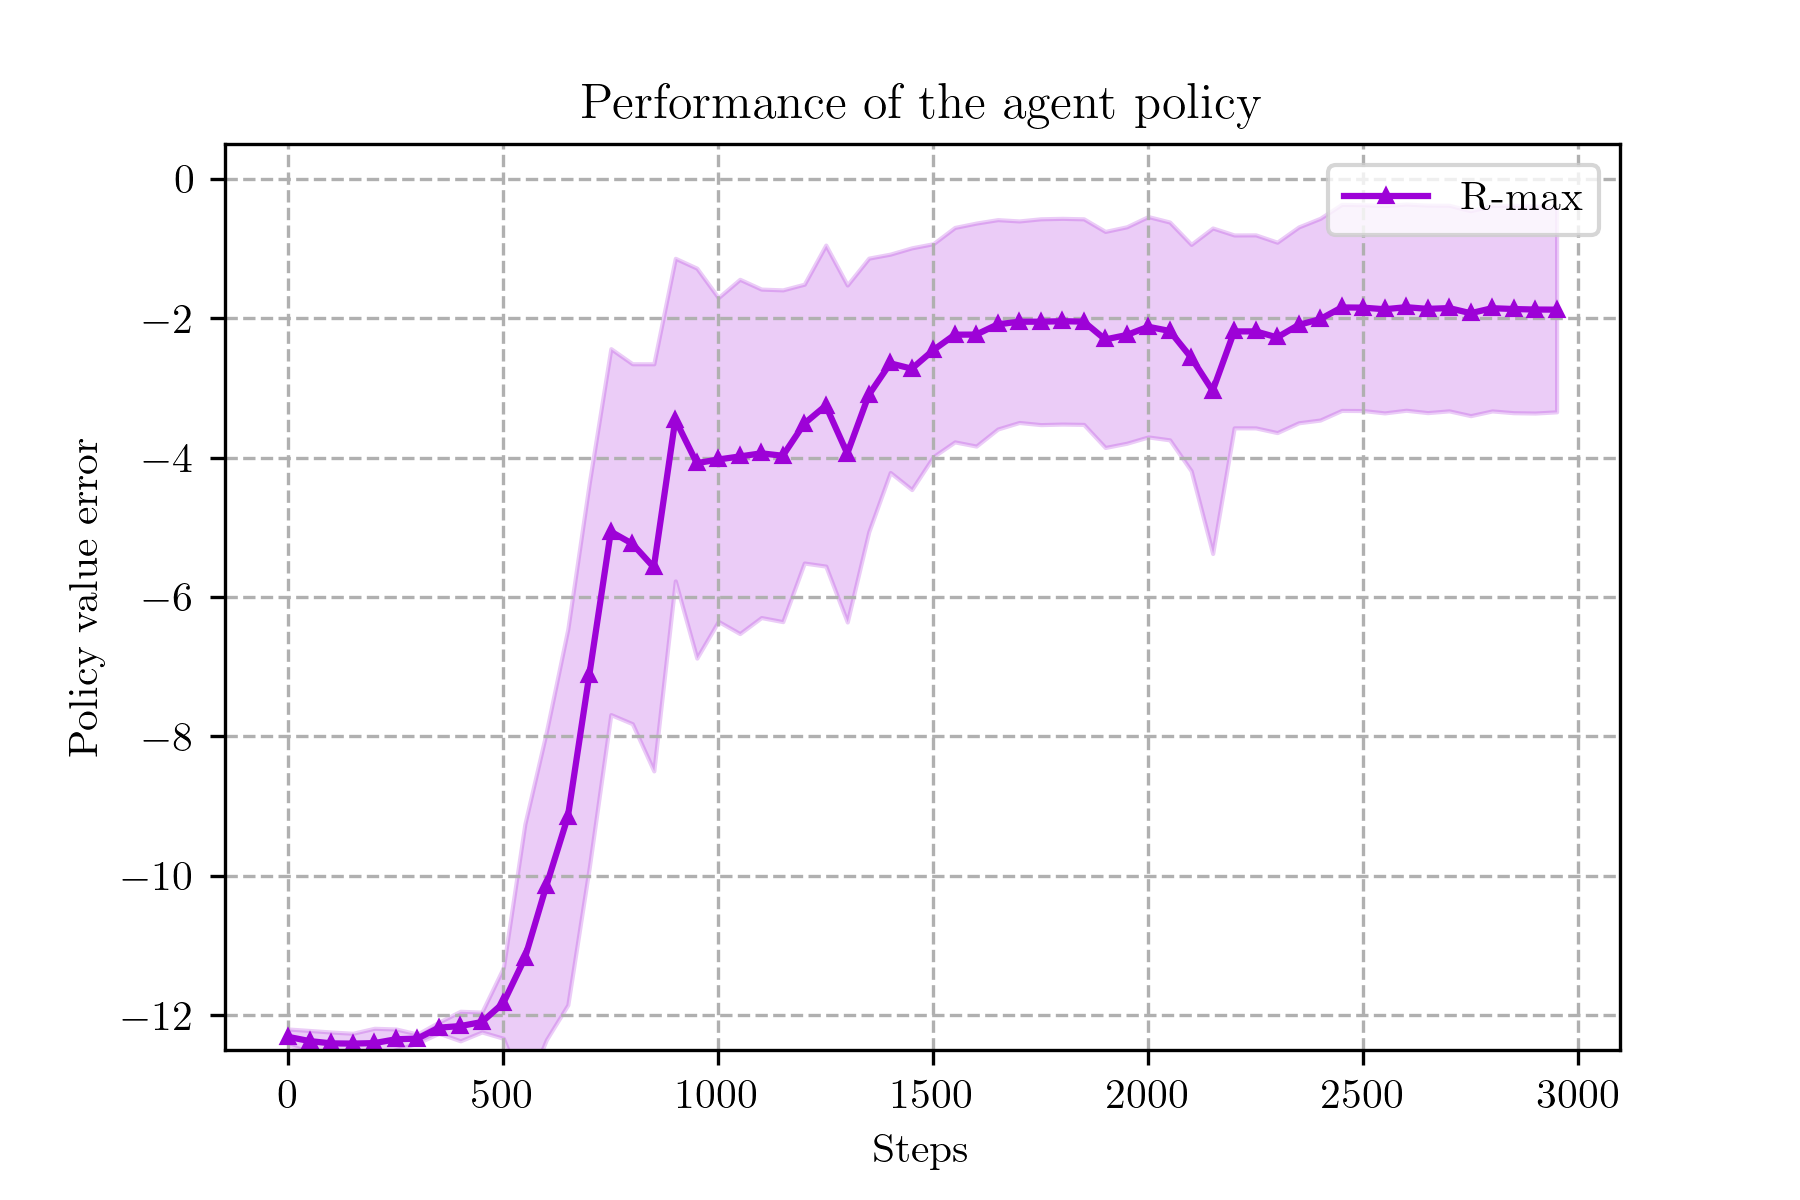 Performance of the agent policy
R-max
Policy value error
0
−2
−4
−6
−8
−10
−12
0 500 1000 1500 2000 2500 3000
Steps